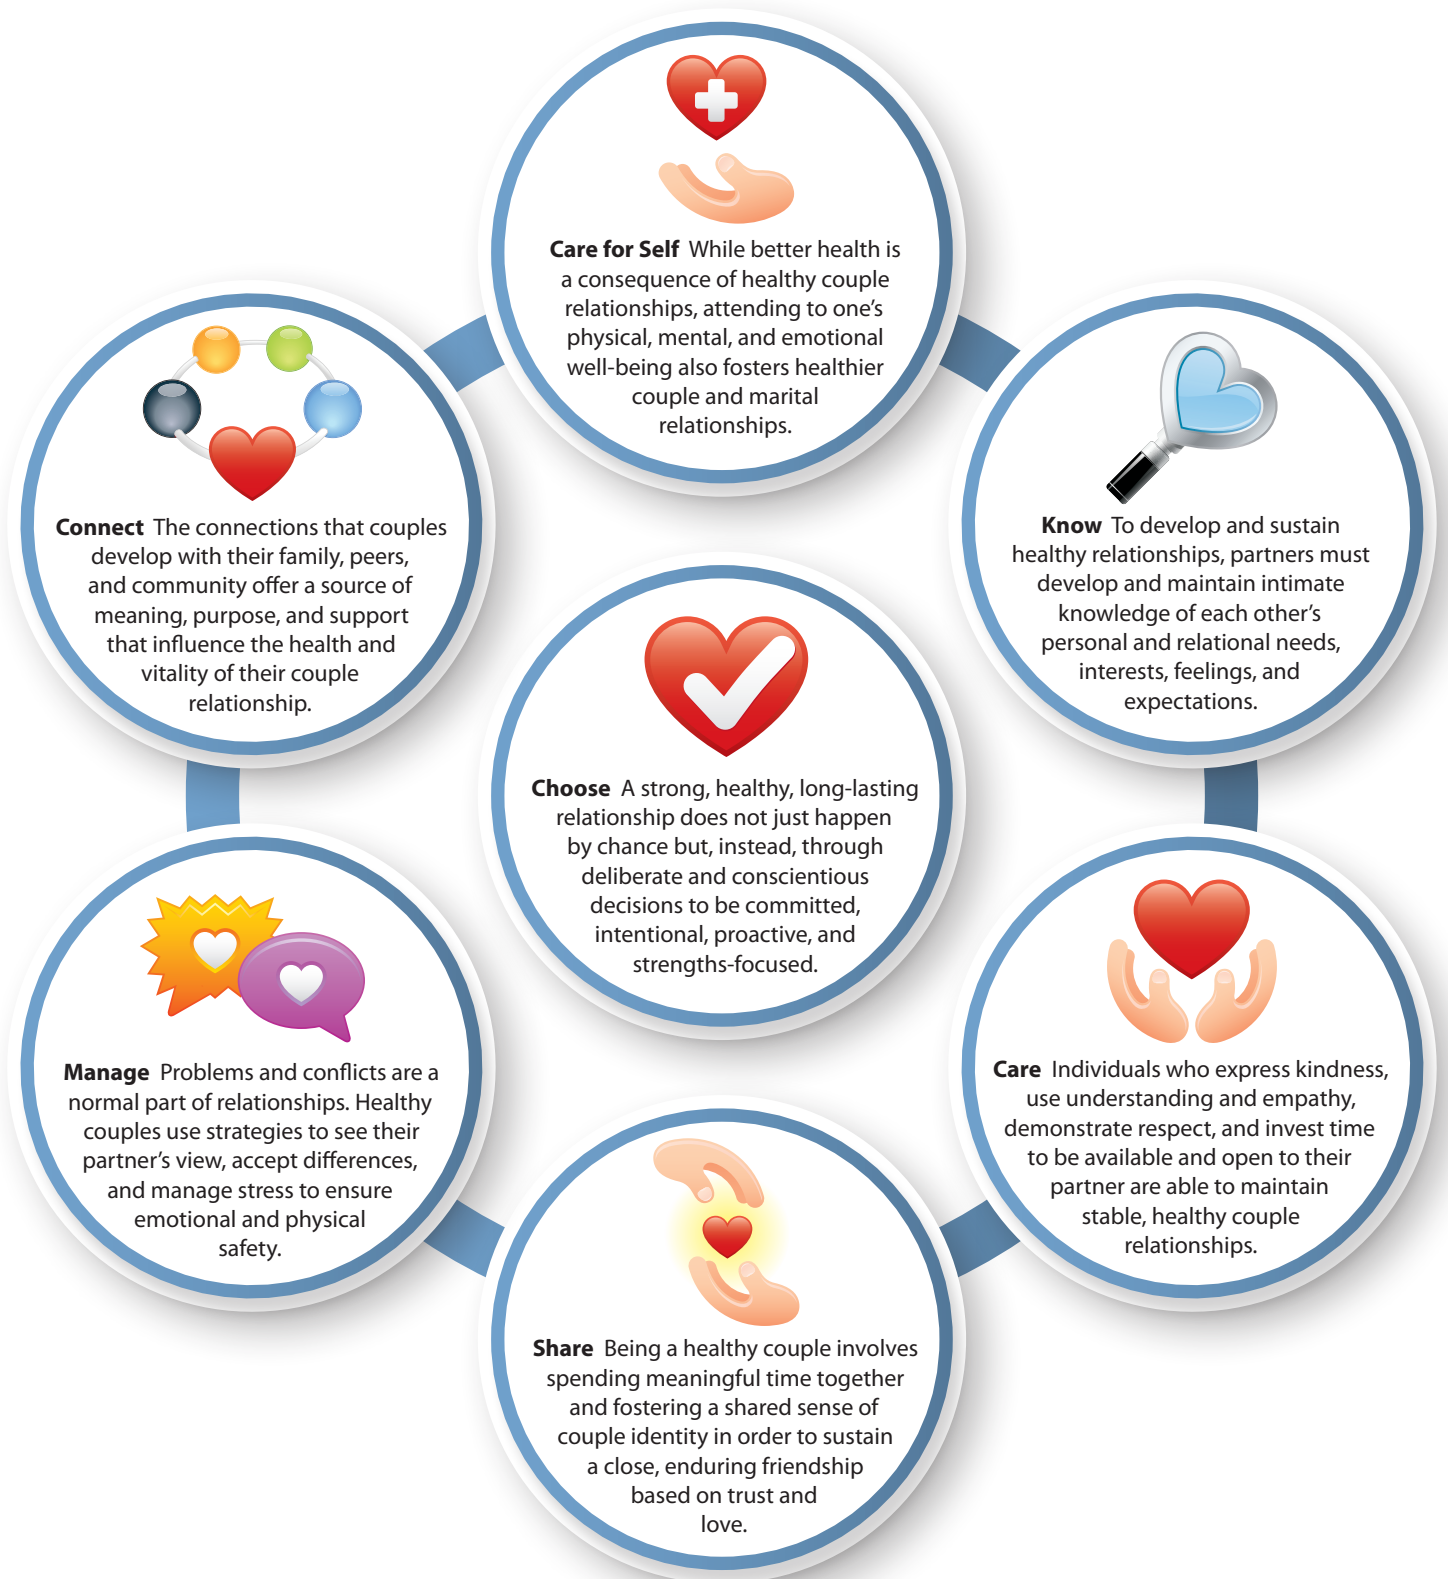 Care for Self While better health is
a consequence of healthy couple
relationships, attending to one’s
physical, mental, and emotional
well-being also fosters healthier
couple and marital
relationships.
Connect The connections that couples
develop with their family, peers,
and community offer a source of
meaning, purpose, and support
that influence the health and
vitality of their couple
relationship.
Know To develop and sustain
healthy relationships, partners must
develop and maintain intimate
knowledge of each other’s
personal and relational needs,
interests, feelings, and
expectations.
Choose A strong, healthy, long-lasting
relationship does not just happen
by chance but, instead, through
deliberate and conscientious
decisions to be committed,
intentional, proactive, and
strengths-focused.
Manage Problems and conflicts are a
normal part of relationships. Healthy
couples use strategies to see their
partner’s view, accept differences,
and manage stress to ensure
emotional and physical
safety.
Care Individuals who express kindness,
use understanding and empathy,
demonstrate respect, and invest time
to be available and open to their
partner are able to maintain
stable, healthy couple
relationships.
Share Being a healthy couple involves
spending meaningful time together
and fostering a shared sense of
couple identity in order to sustain
a close, enduring friendship
based on trust and
love.